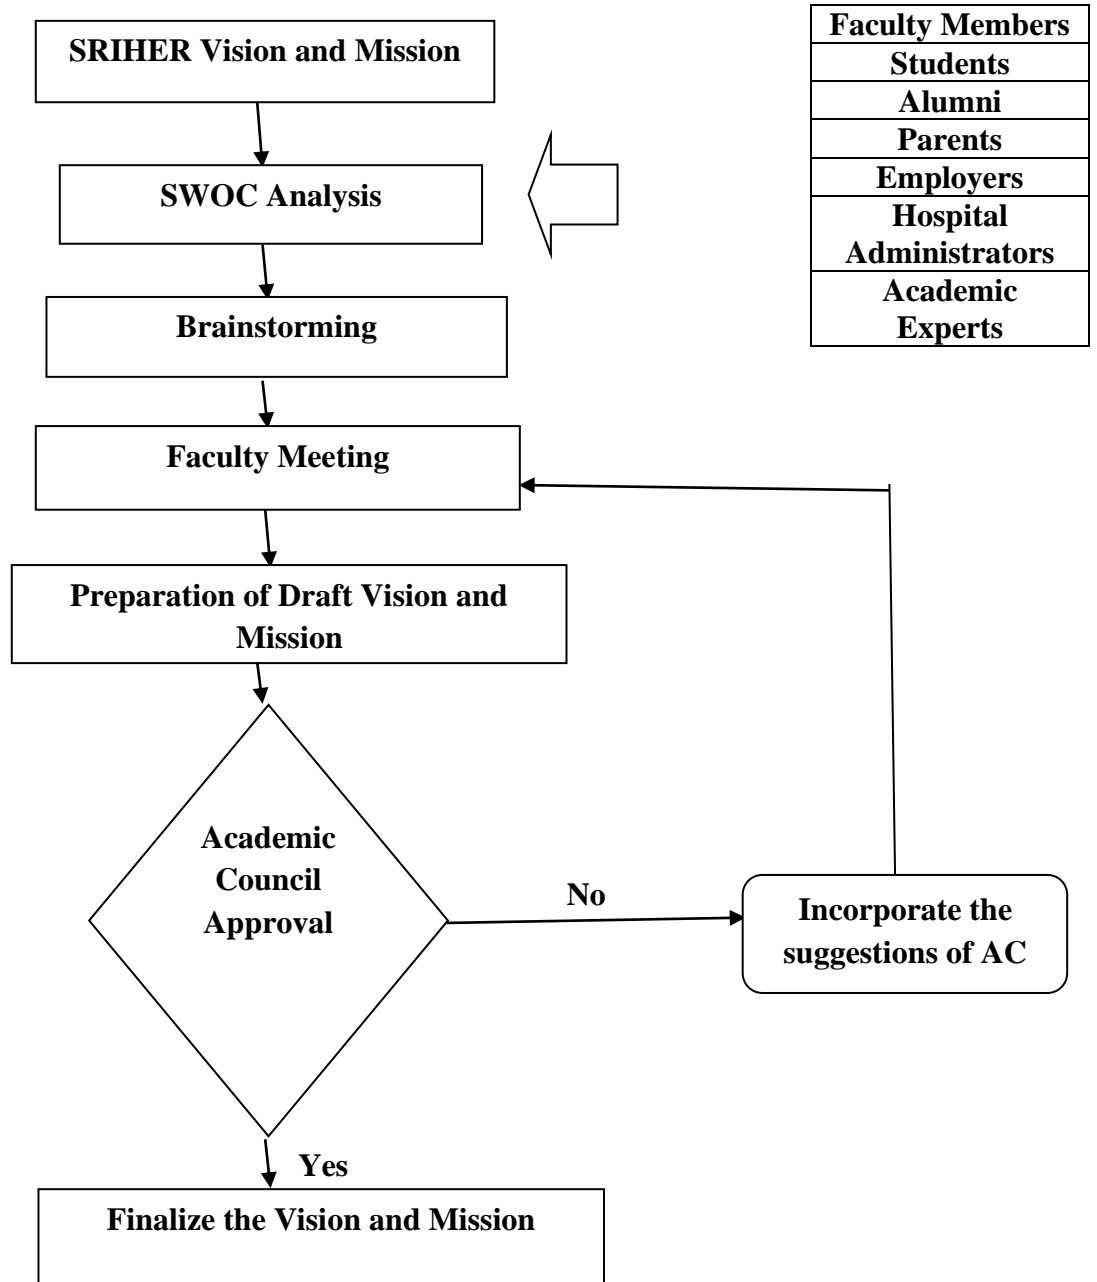 SRIHER Vision and Mission
SWOC Analysis
Brainstorming
Faculty Meeting
Preparation of Draft Vision and
Mission
Academic
Council
Approval
No
Incorporate the
suggestions of AC
Yes
Finalize the Vision and Mission
Faculty Members
Students
Alumni
Parents
Employers
Hospital
Administrators
Academic
Experts